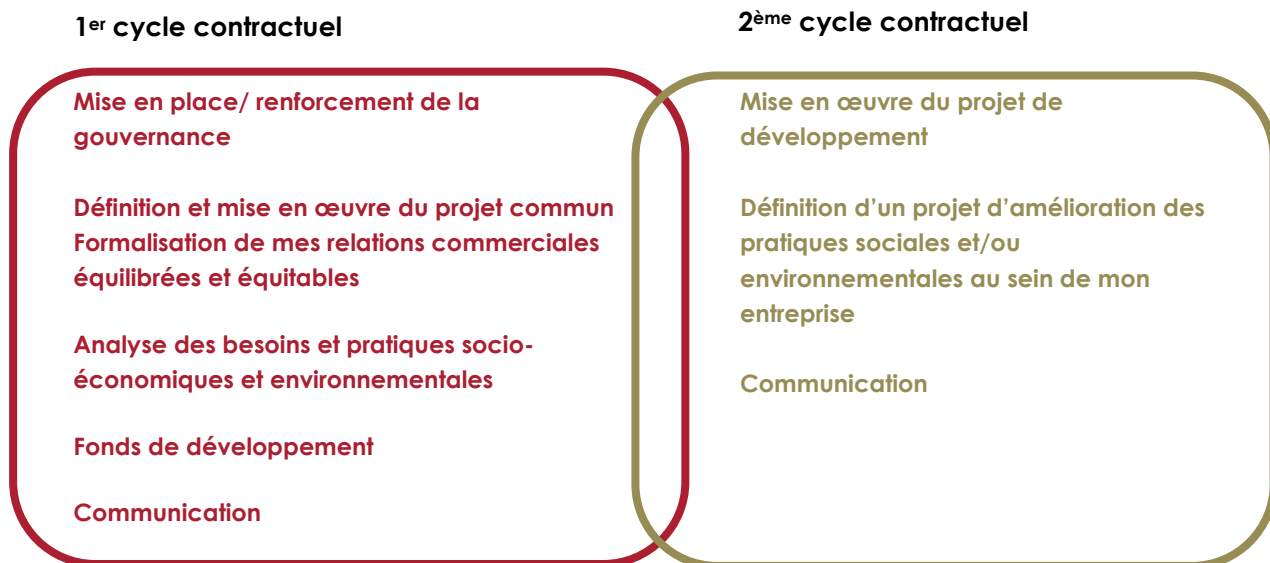 1er cycle contractuel
Mise en place/ renforcement de la
gouvernance
Définition et mise en œuvre du projet commun
Formalisation de mes relations commerciales
équilibrées et équitables
Analyse des besoins et pratiques socio-
économiques et environnementales
Fonds de développement
Communication
2ème cycle contractuel
Mise en œuvre du projet de
développement
Définition d’un projet d’amélioration des
pratiques sociales et/ou
environnementales au sein de mon
entreprise
Communication